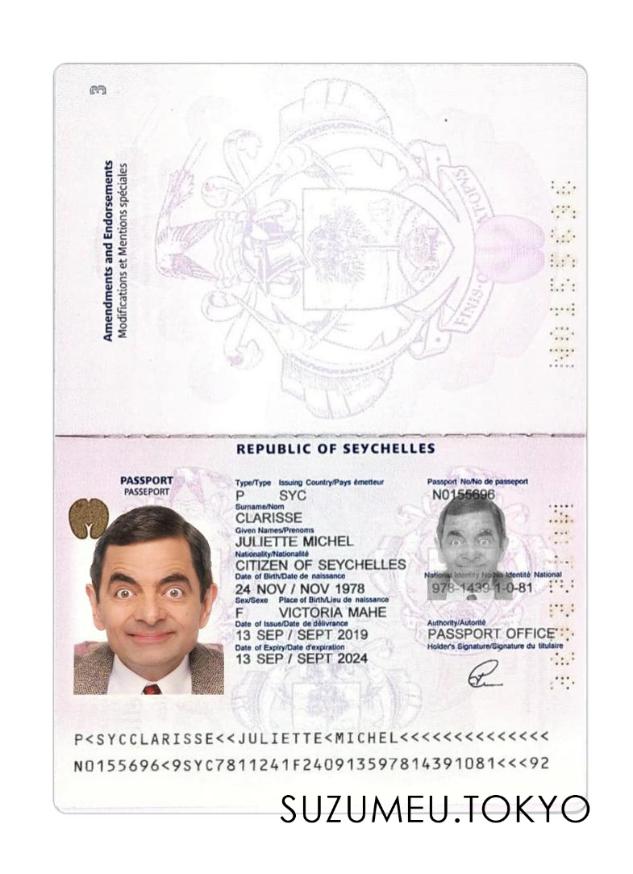 3
Amendments and Endorsements
Modifications et Mentions spéciales
N0155696
REPUBLIC OF SEYCHELLES
PASSPORT
PASSEPORT
Type/Type Issuing Country/Pays émetteur
P SYC
Passport No/No de passeport
N0155696
Surname/Nom
CLARISSE
Given Names/Prenoms
JULIETTE MICHEL
Nationality/Nationalité
CITIZEN OF SEYCHELLES
Date of Birth/Date de naissance
24 NOV / NOV 1978
National Identity No/No Identité National
978-1439-1-0-81
Sex/Sexe Place of Birth/Lieu de naissance
F VICTORIA MAHE
Date of Issue/Date de délivrance
13 SEP / SEPT 2019
Authority/Autorité
PASSPORT OFFICE
Date of Expiry/Date d'expiration
13 SEP / SEPT 2024
Holder's Signature/Signature du titulaire
P<SYCCLARISSE<<JULIETTE<MICHEL<<<<<<<<<<<<<<
N0155696<9SYC7811241F240913597814391081<<<92
SUZUMEU.TOKYO